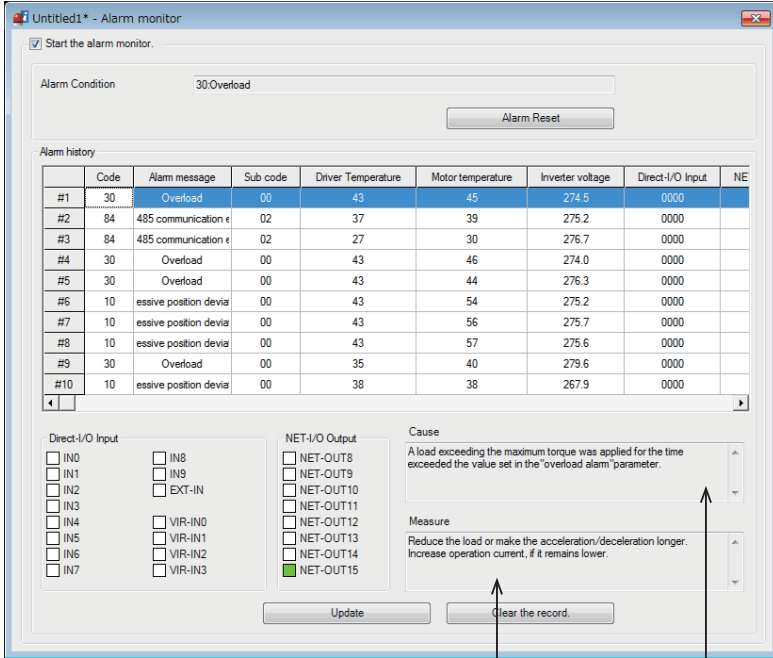 Untitled1* - Alarm monitor
Start the alarm monitor.
Alarm Condition 30:Overload
Alarm Reset
Alarm history
Code Alarm message Sub code Driver Temperature Motor temperature Inverter voltage Direct-I/O Input NE
#1 30 Overload 00 43 45 274.5 0000
#2 84 485 communication e 02 37 39 275.2 0000
#3 84 485 communication e 02 27 30 276.7 0000
#4 30 Overload 00 43 46 274.0 0000
#5 30 Overload 00 43 44 276.3 0000
#6 10 essive position devia 00 43 54 275.2 0000
#7 10 essive position devia 00 43 56 275.7 0000
#8 10 essive position devia 00 43 57 275.6 0000
#9 30 Overload 00 35 40 279.6 0000
#10 10 essive position devia 00 38 38 267.9 0000
Direct-I/O Input
IN0
IN1
IN2
IN3
IN4
IN5
IN6
IN7
IN8
IN9
EXT-IN
VIR-IN0
VIR-IN1
VIR-IN2
VIR-IN3
NET-I/O Output
NET-OUT8
NET-OUT9
NET-OUT10
NET-OUT11
NET-OUT12
NET-OUT13
NET-OUT14
NET-OUT15
Cause
A load exceeding the maximum torque was applied for the time
exceeded the value set in the"overload alarm"parameter.
Measure
Reduce the load or make the acceleration/deceleration longer.
Increase operation current, if it remains lower.
Update
Clear the record.